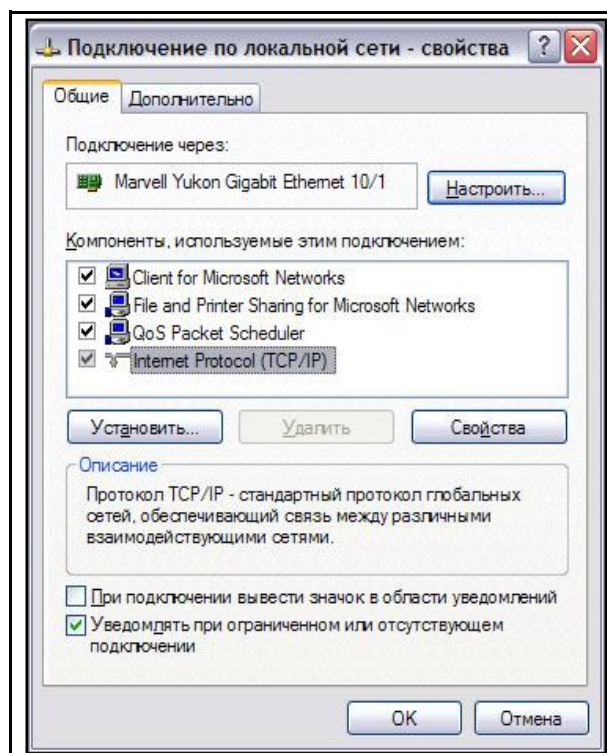 Подключение по локальной сети - свойства
Общие
Дополнительно
Подключение через:
Marvell Yukon Gigabit Ethernet 10/1
Настроить...
Компоненты, используемые этим подключением:
Client for Microsoft Networks
File and Printer Sharing for Microsoft Networks
QoS Packet Scheduler
Internet Protocol (TCP/IP)
Установить...
Удалить
Свойства
Описание
Протокол TCP/IP - стандартный протокол глобальных
сетей, обеспечивающий связь между различными
взаимодействующими сетями.
При подключении вывести значок в области уведомлений
Уведомлять при ограниченном или отсутствующем
подключении
OK
Отмена